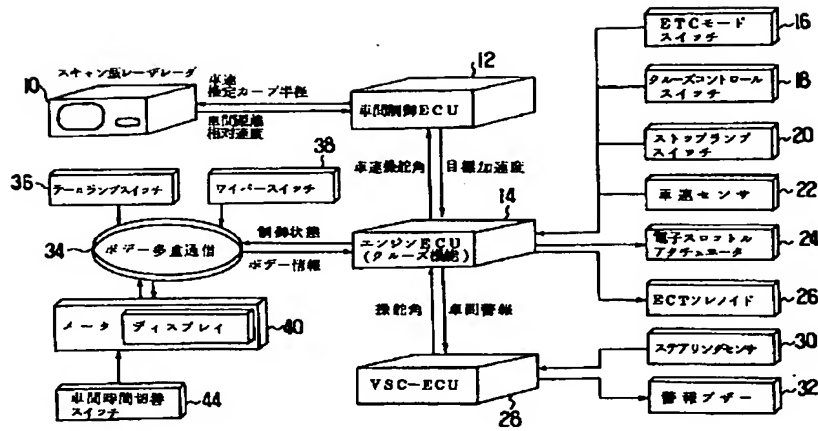 スキャン型レーザレーダ
10
車速
推定カーブ半径
車間距離
相対速度
12
車間制御ECU
ETCモード
スイッチ
16
クルーズコントロール
スイッチ
18
ストップランプ
スイッチ
20
車速センサ
22
電子スロットル
アクチュエータ
24
ECTソレノイド
26
ステアリングセンサ
30
警報ブザー
32
36
テールランプスイッチ
38
ワイパースイッチ
車速操舵角
目標加速度
14
34
ボデー多重通信
制御状態
ボデー情報
エンジンECU
(クルーズ機能)
メータ
ディスプレイ
40
操舵角
車間警報
車間時間切替
スイッチ
44
VSC-ECU
28